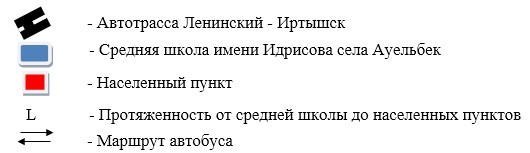 - Автотрасса Ленинский - Иртышск
- Средняя школа имени Идрисова села Ауельбек
- Населенный пункт
L - Протяженность от средней школы до населенных пунктов
- Маршрут автобуса